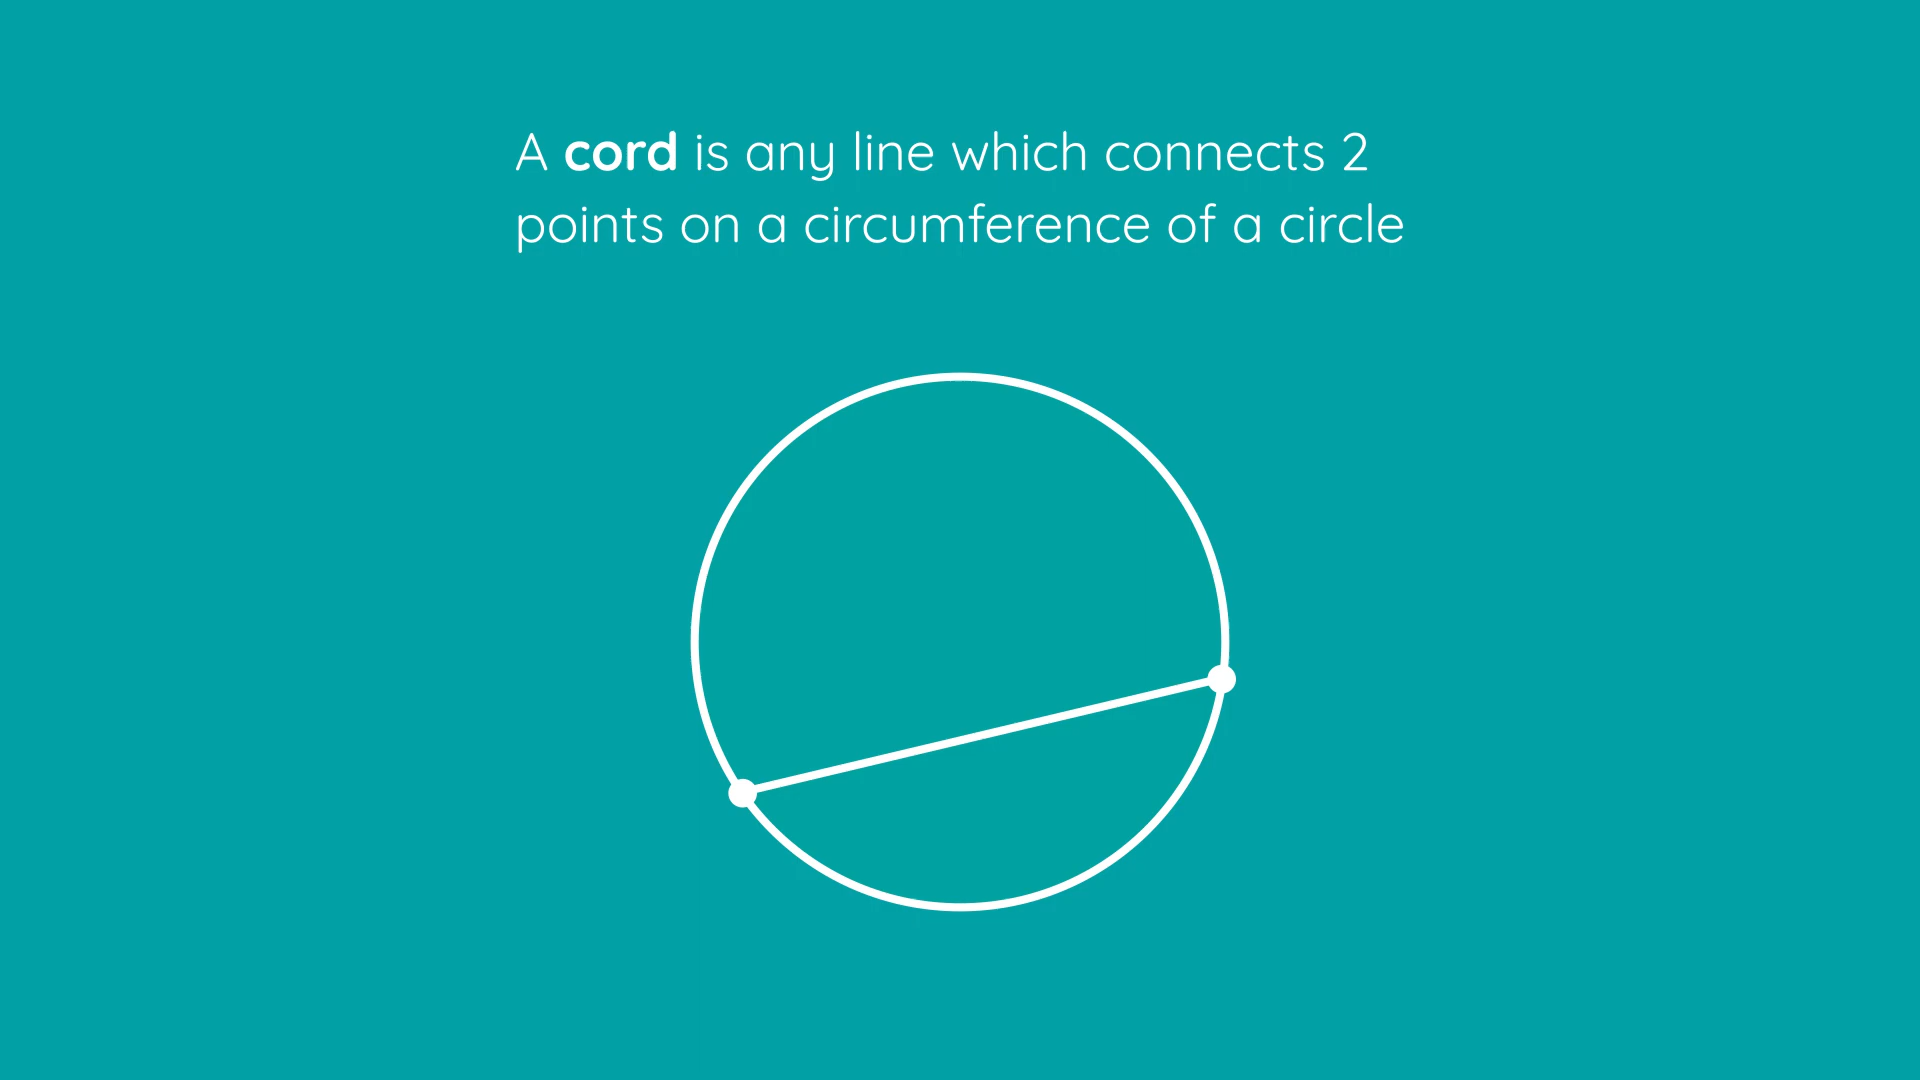 A cord is any line which connects 2
points on a circumference of a circle